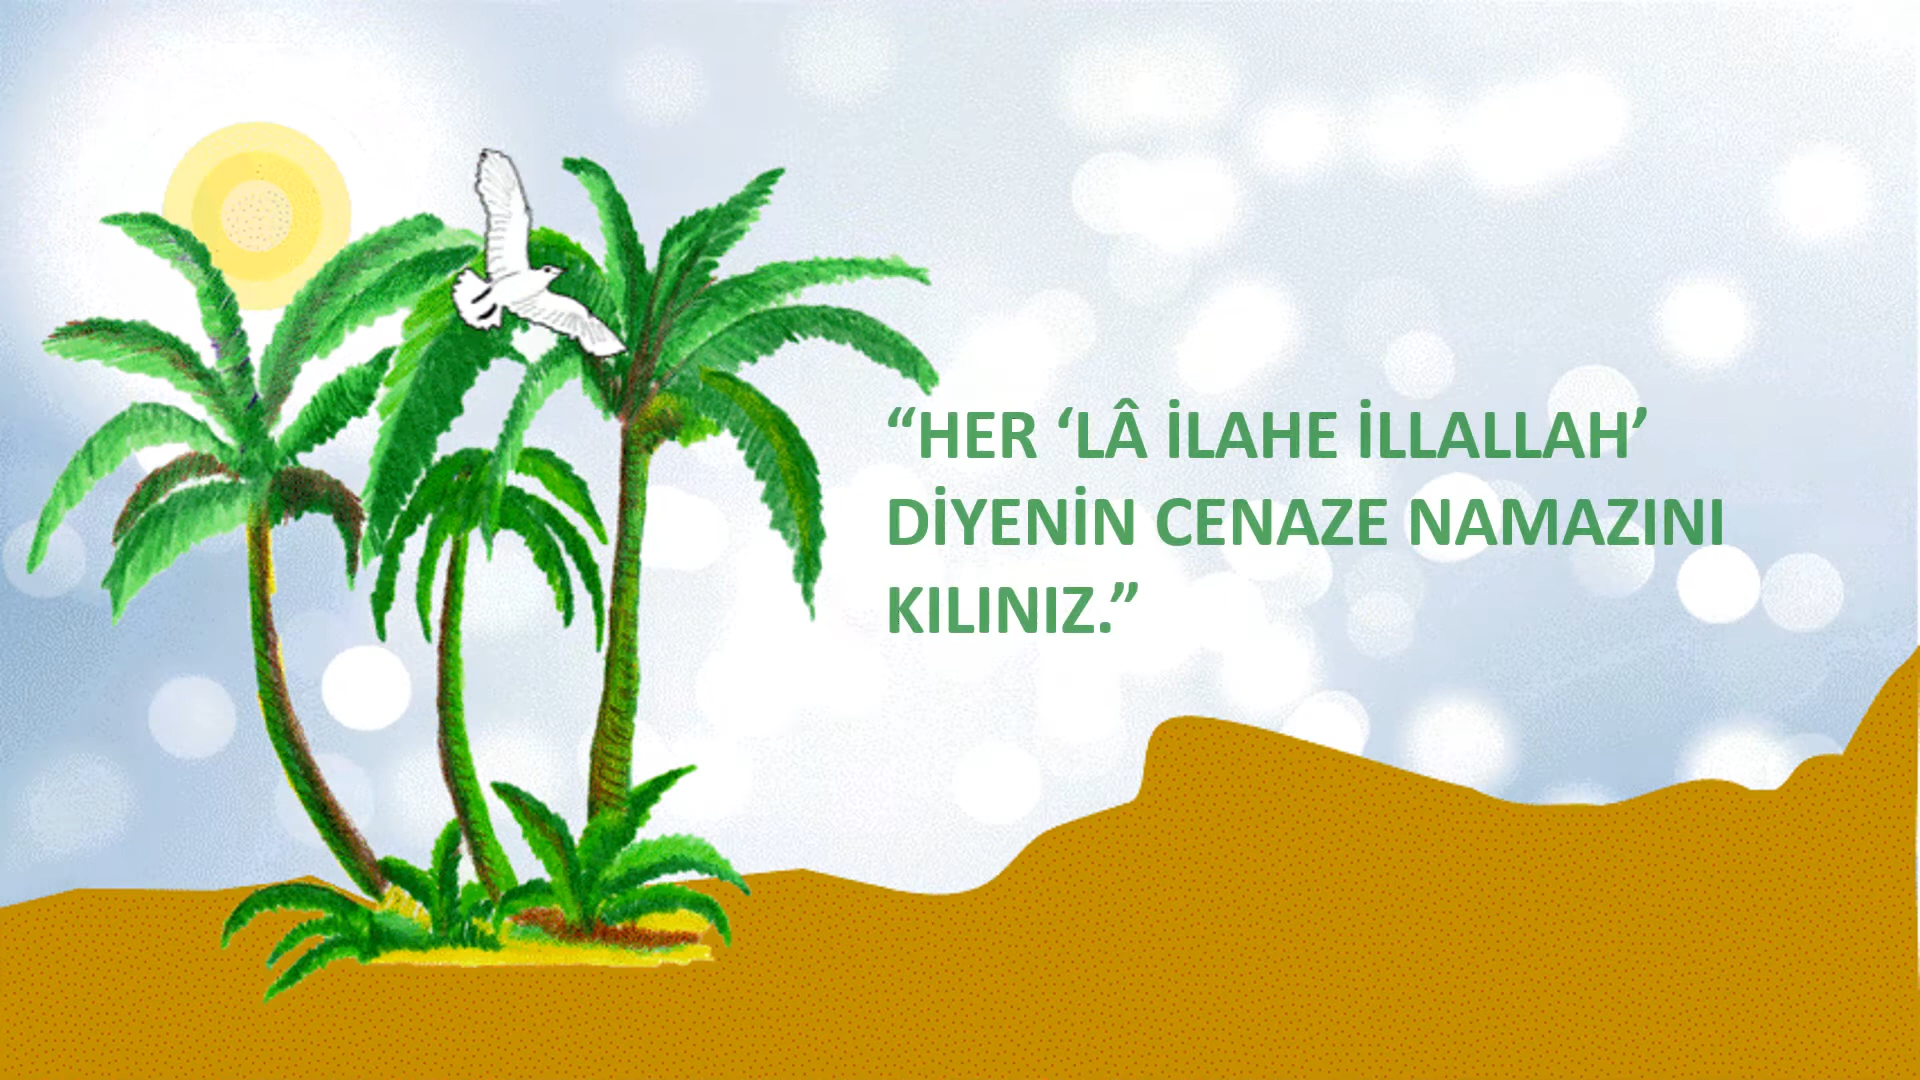 “HER ‘LÂ İLAHE İLLALLAH’
DİYENİN CENAZE NAMAZINI
KILINIZ.”